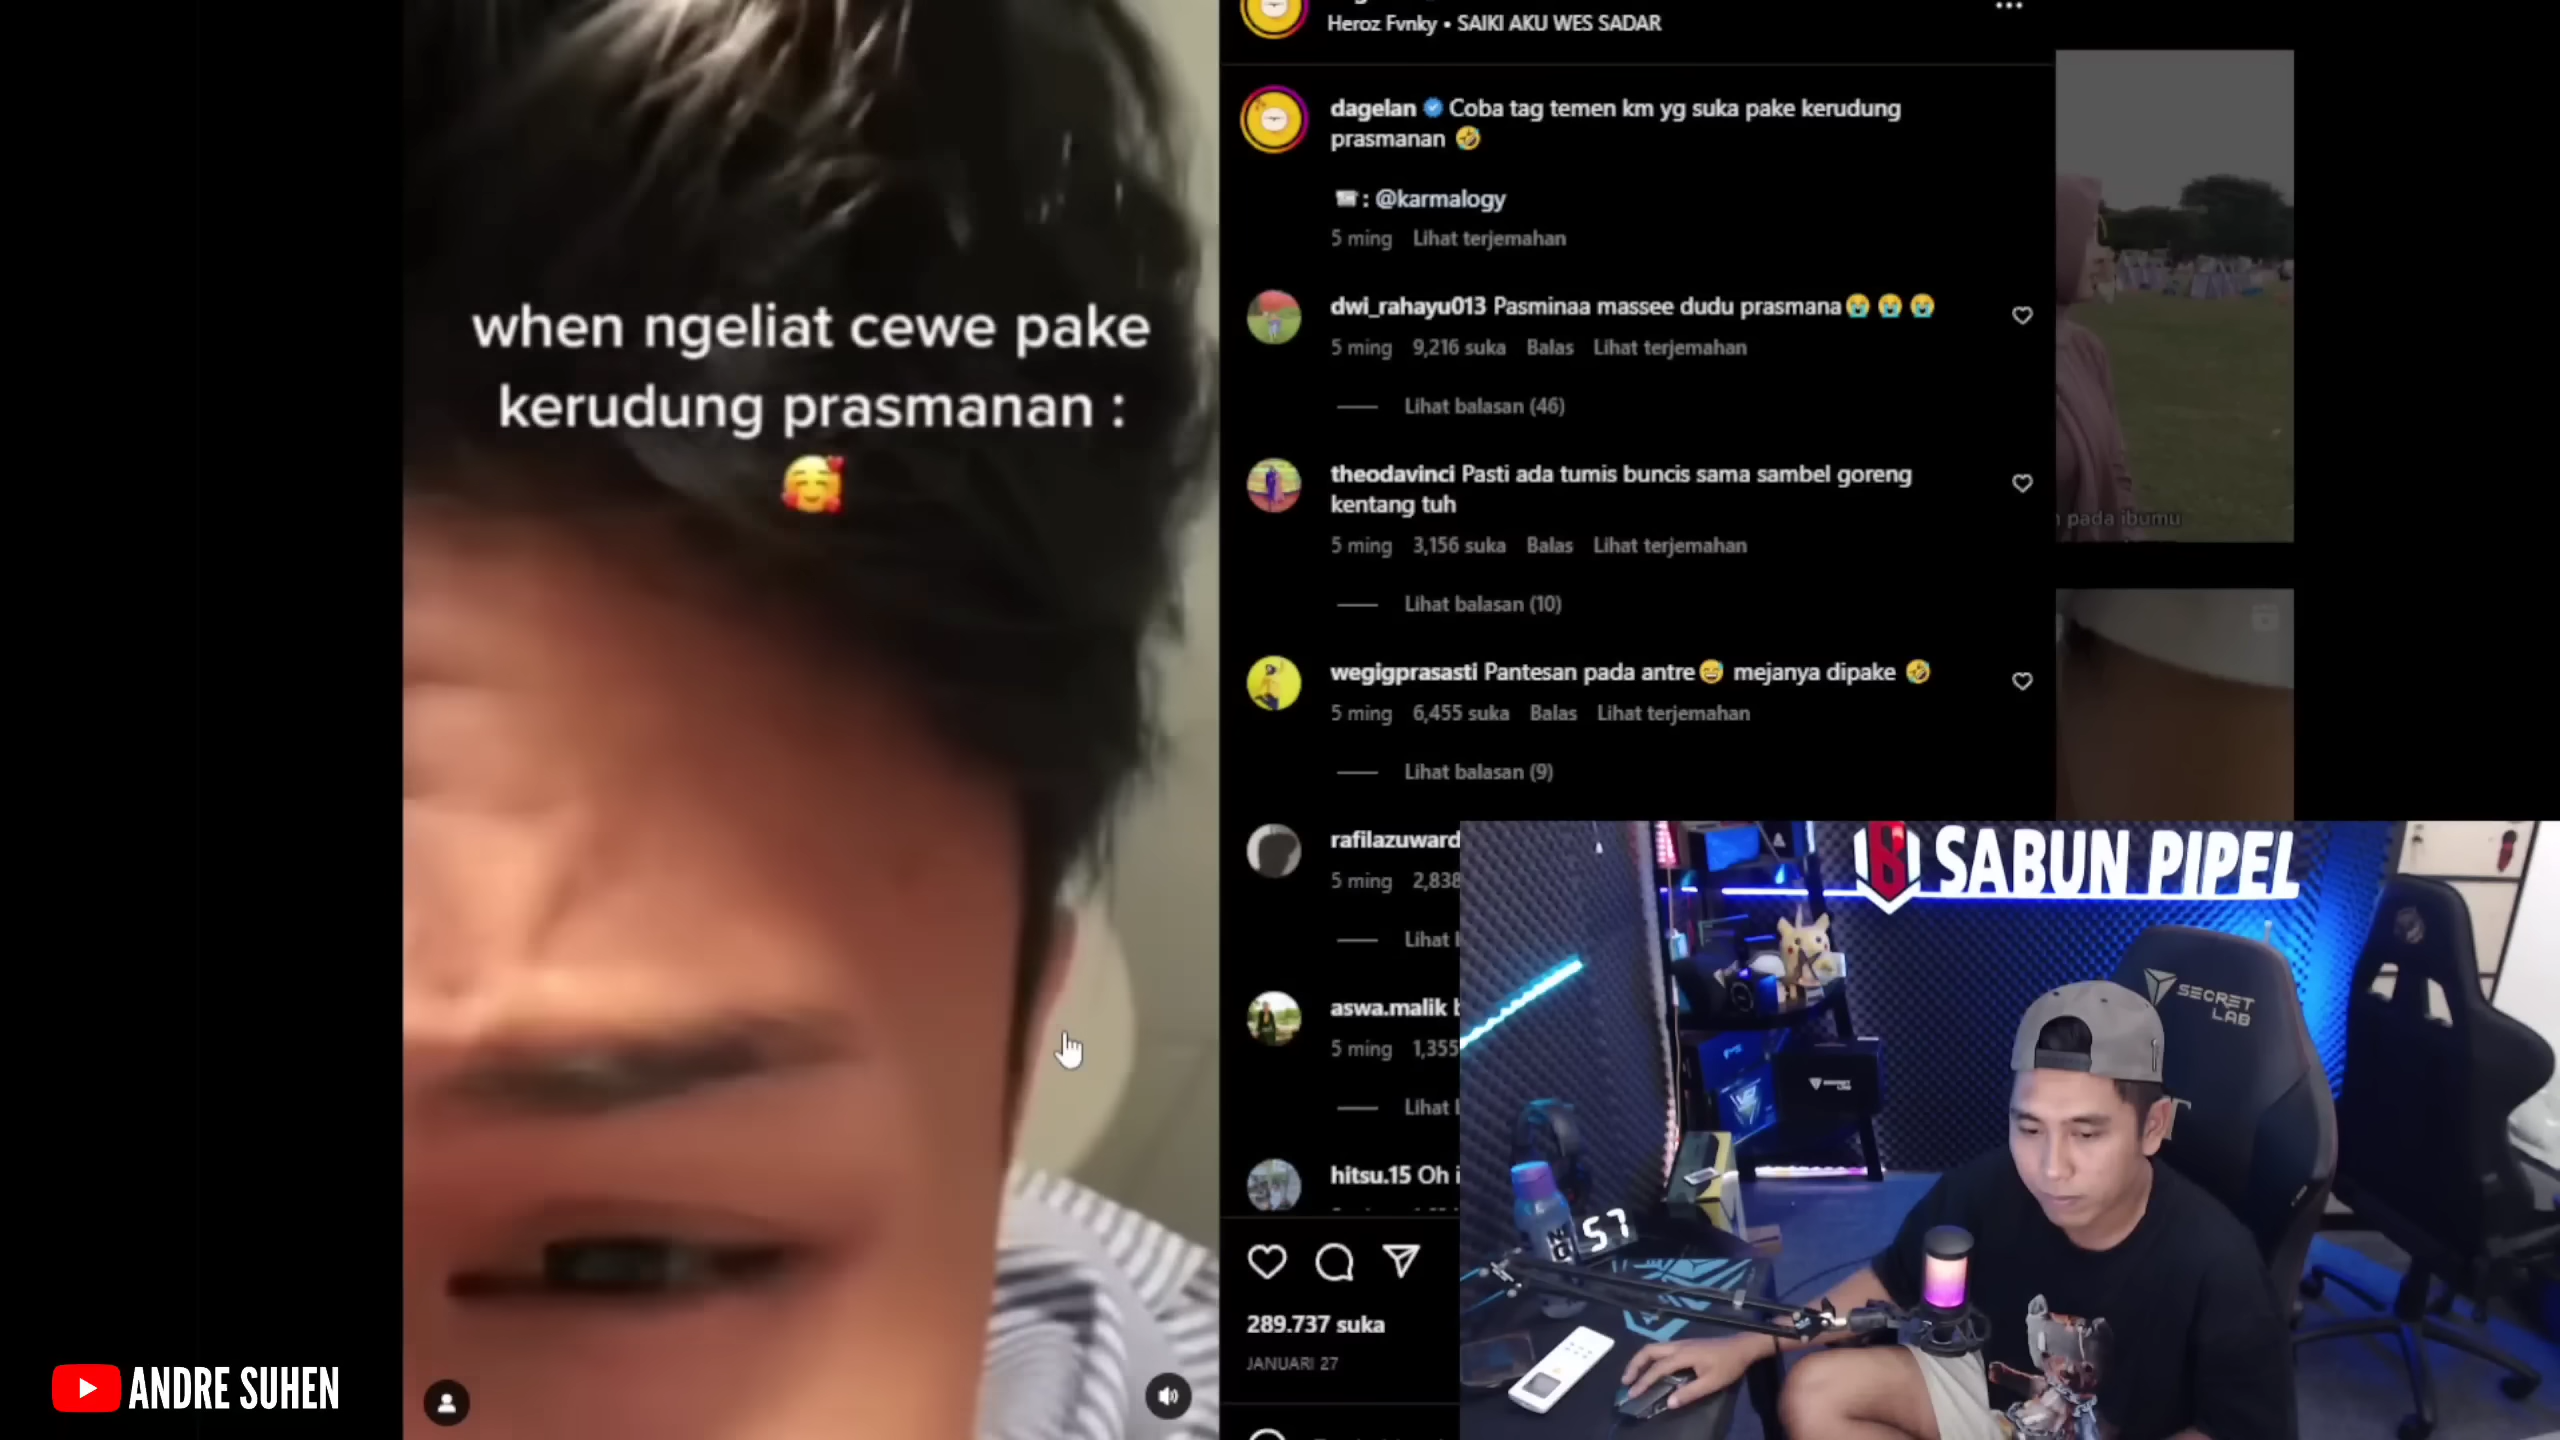 Heroz Fvnky • SAIKI AKU WES SADAR
dagelan Coba tag temen km yg suka pake kerudung
prasmanan 🤣
: @karmalogy
5 ming Lihat terjemahan
dwi_rahayu013 Pasminaa massee dudu prasmana😭😭😭
5 ming 9,216 suka Balas Lihat terjemahan
Lihat balasan (46)
theodavinci Pasti ada tumis buncis sama sambel goreng
kentang tuh
5 ming 3,156 suka Balas Lihat terjemahan
Lihat balasan (10)
wegigprasasti Pantesan pada antre😅 mejanya dipake 🤣
5 ming 6,455 suka Balas Lihat terjemahan
Lihat balasan (9)
rafilazuward
5 ming 2,838
Lihat
aswa.malik
5 ming 1,355
Lihat
hitsu.15 Oh
289.737 suka
JANUARI 27
when ngeliat cewe pake
kerudung prasmanan :
🥰
pada ibumu
SABUN PIPEL
SECRET
LAB
57
ANDRE SUHEN